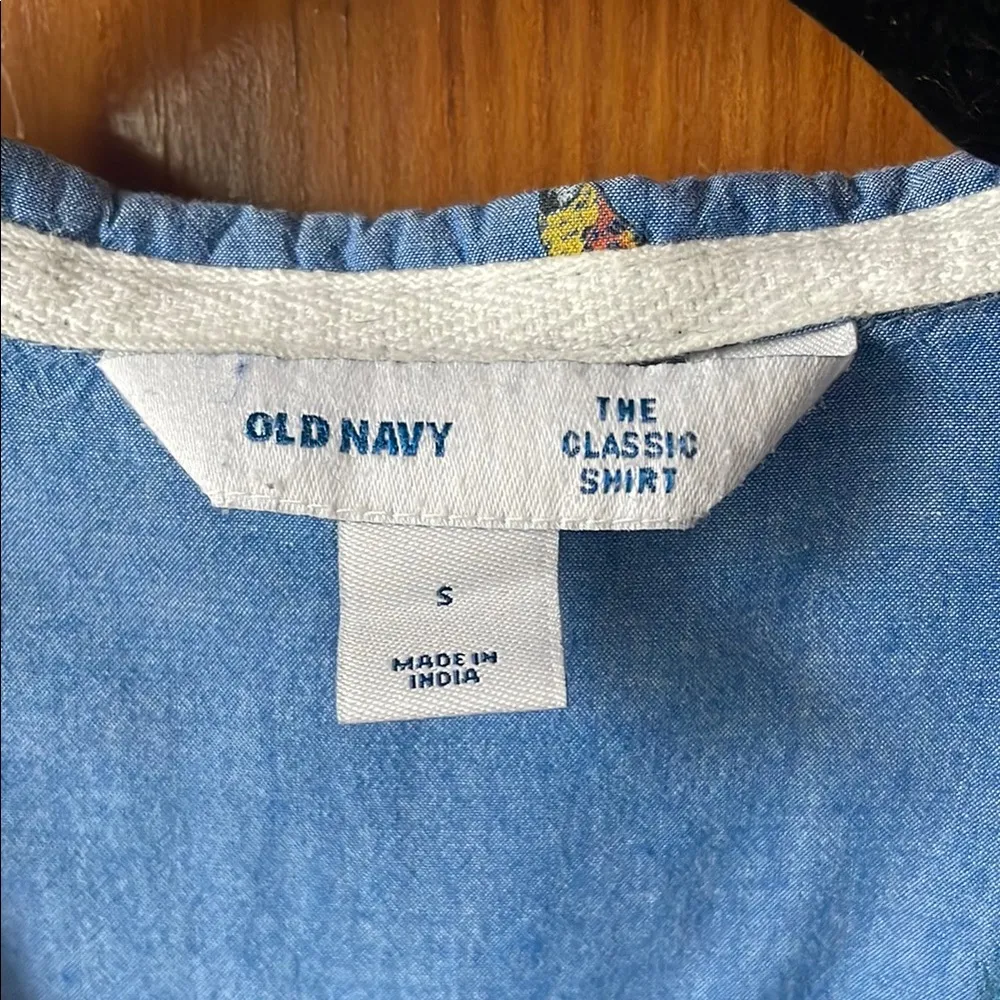 OLD NAVY
THE
CLASSIC
SHIRT
S
MADE IN
INDIA